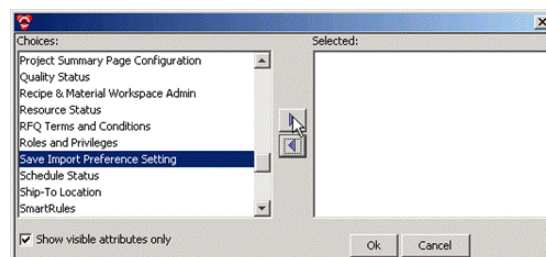 Choices:
Selected:
Project Summary Page Configuration
Quality Status
Recipe & Material Workspace Admin
Resource Status
RFQ Terms and Conditions
Roles and Privileges
Save Import Preference Setting
Schedule Status
Ship-To Location
SmartRules
Show visible attributes only
Ok
Cancel